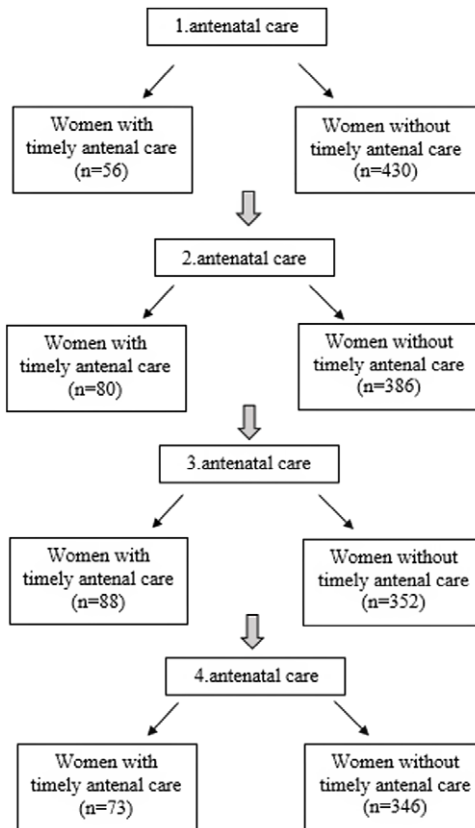 1.antenatal care
Women with
timely antenal care
(n=56)
Women without
timely antenal care
(n=430)
2.antenatal care
Women with
timely antenal care
(n=80)
Women without
timely antenal care
(n=386)
3.antenatal care
Women with
timely antenal care
(n=88)
Women without
timely antenal care
(n=352)
4.antenatal care
Women with
timely antenal care
(n=73)
Women without
timely antenal care
(n=346)